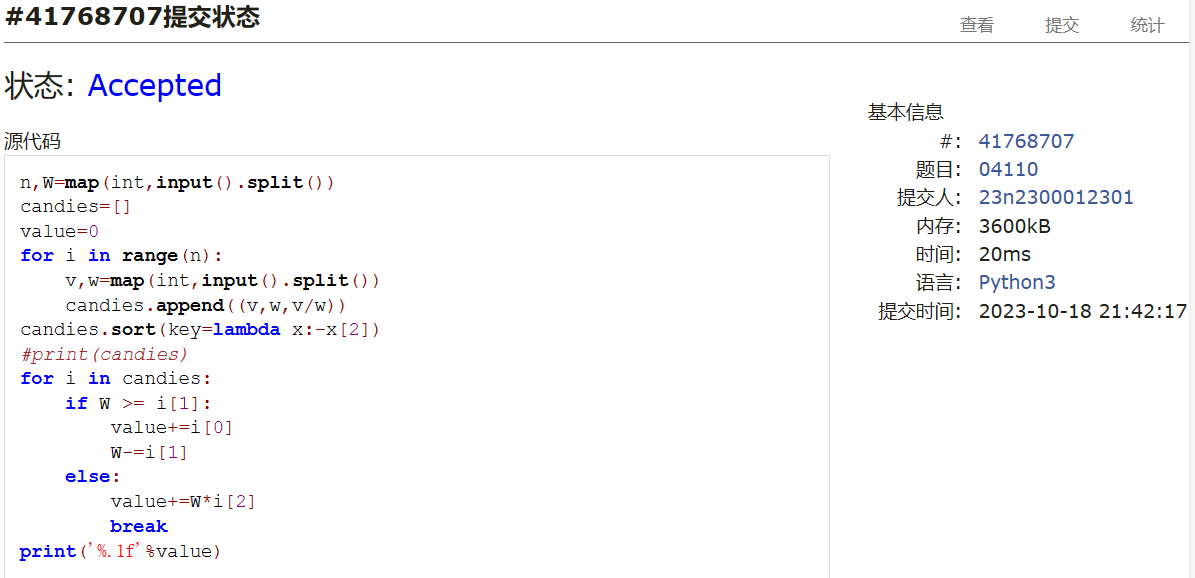 #41768707提交状态
查看 提交 统计
状态: Accepted
源代码
n,W=map(int,input().split())
candies=[]
value=0
for i in range(n):
    v,w=map(int,input().split())
    candies.append((v,w,v/w))
candies.sort(key=lambda x:-x[2])
#print(candies)
for i in candies:
    if W >= i[1]:
        value+=i[0]
        W-=i[1]
    else:
        value+=W*i[2]
        break
print('%.1f'%value)
基本信息
#: 41768707
题目: 04110
提交人: 23n2300012301
内存: 3600kB
时间: 20ms
语言: Python3
提交时间: 2023-10-18 21:42:17